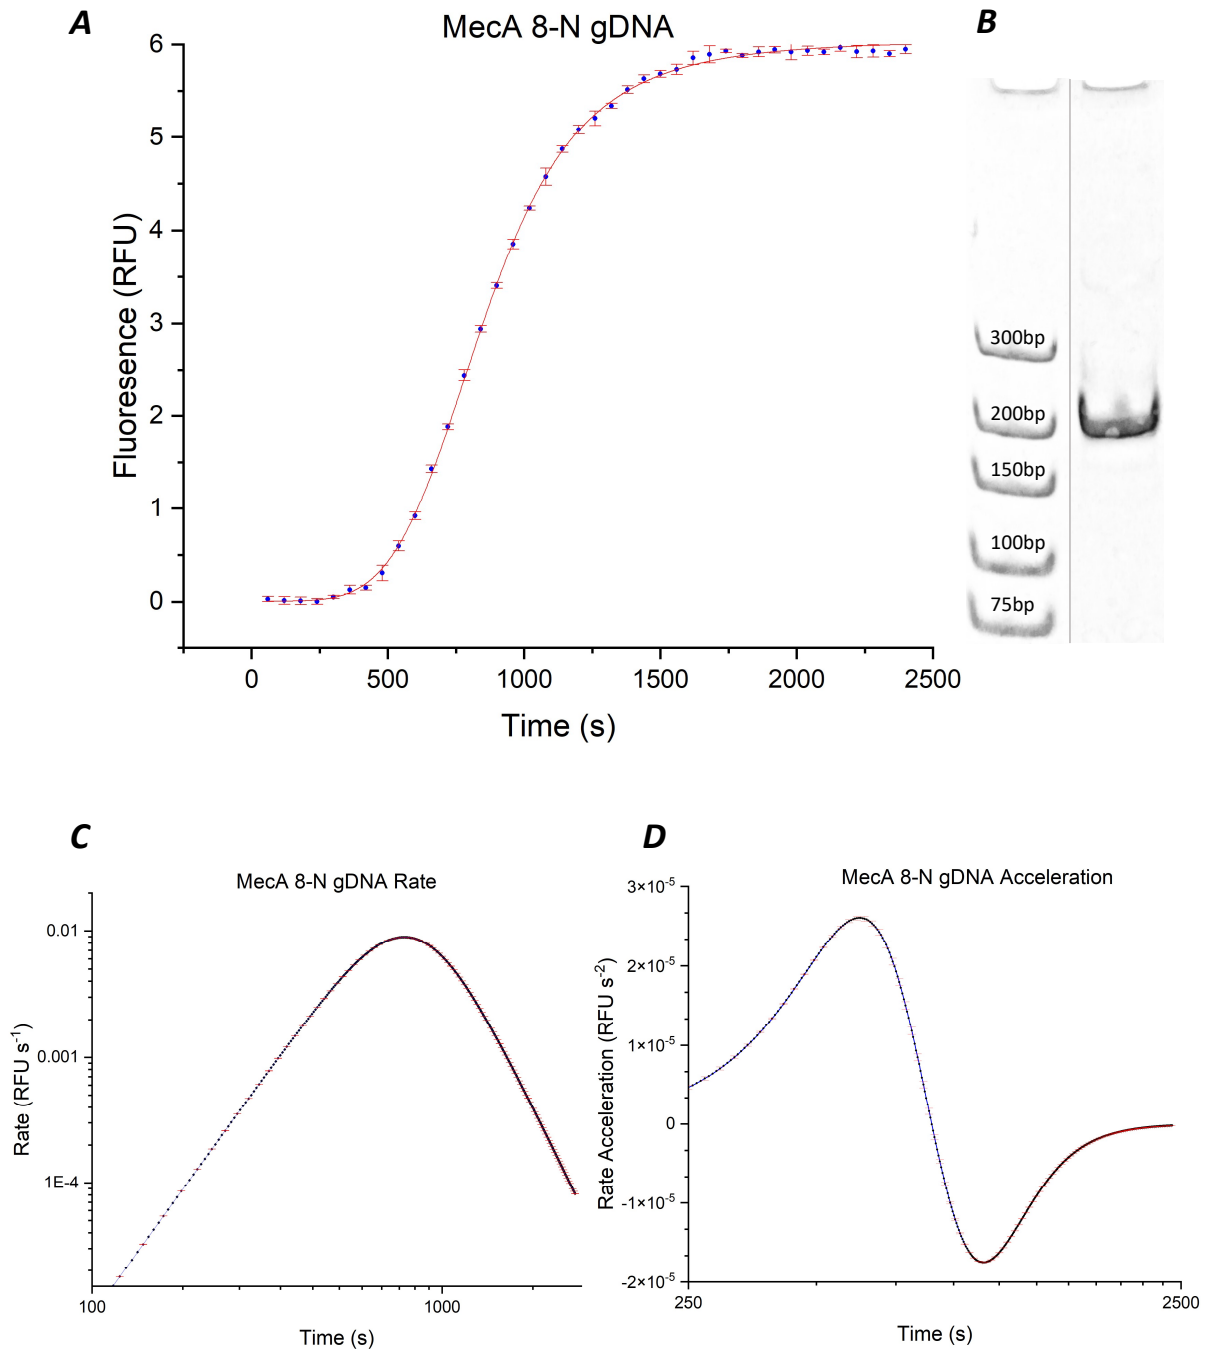 A
MecA 8-N gDNA
6
5
4
3
2
1
0
Fluoresence (RFU)
0 500 1000 1500 2000 2500
Time (s)
B
300bp
200bp
150bp
100bp
75bp
C
MecA 8-N gDNA Rate
0.01
0.001
1E-4
Rate (RFU s-1)
100 1000
Time (s)
D
MecA 8-N gDNA Acceleration
3×10-5
2×10-5
1×10-5
0
-1×10-5
-2×10-5
Rate Acceleration (RFU s-2)
250 2500
Time (s)